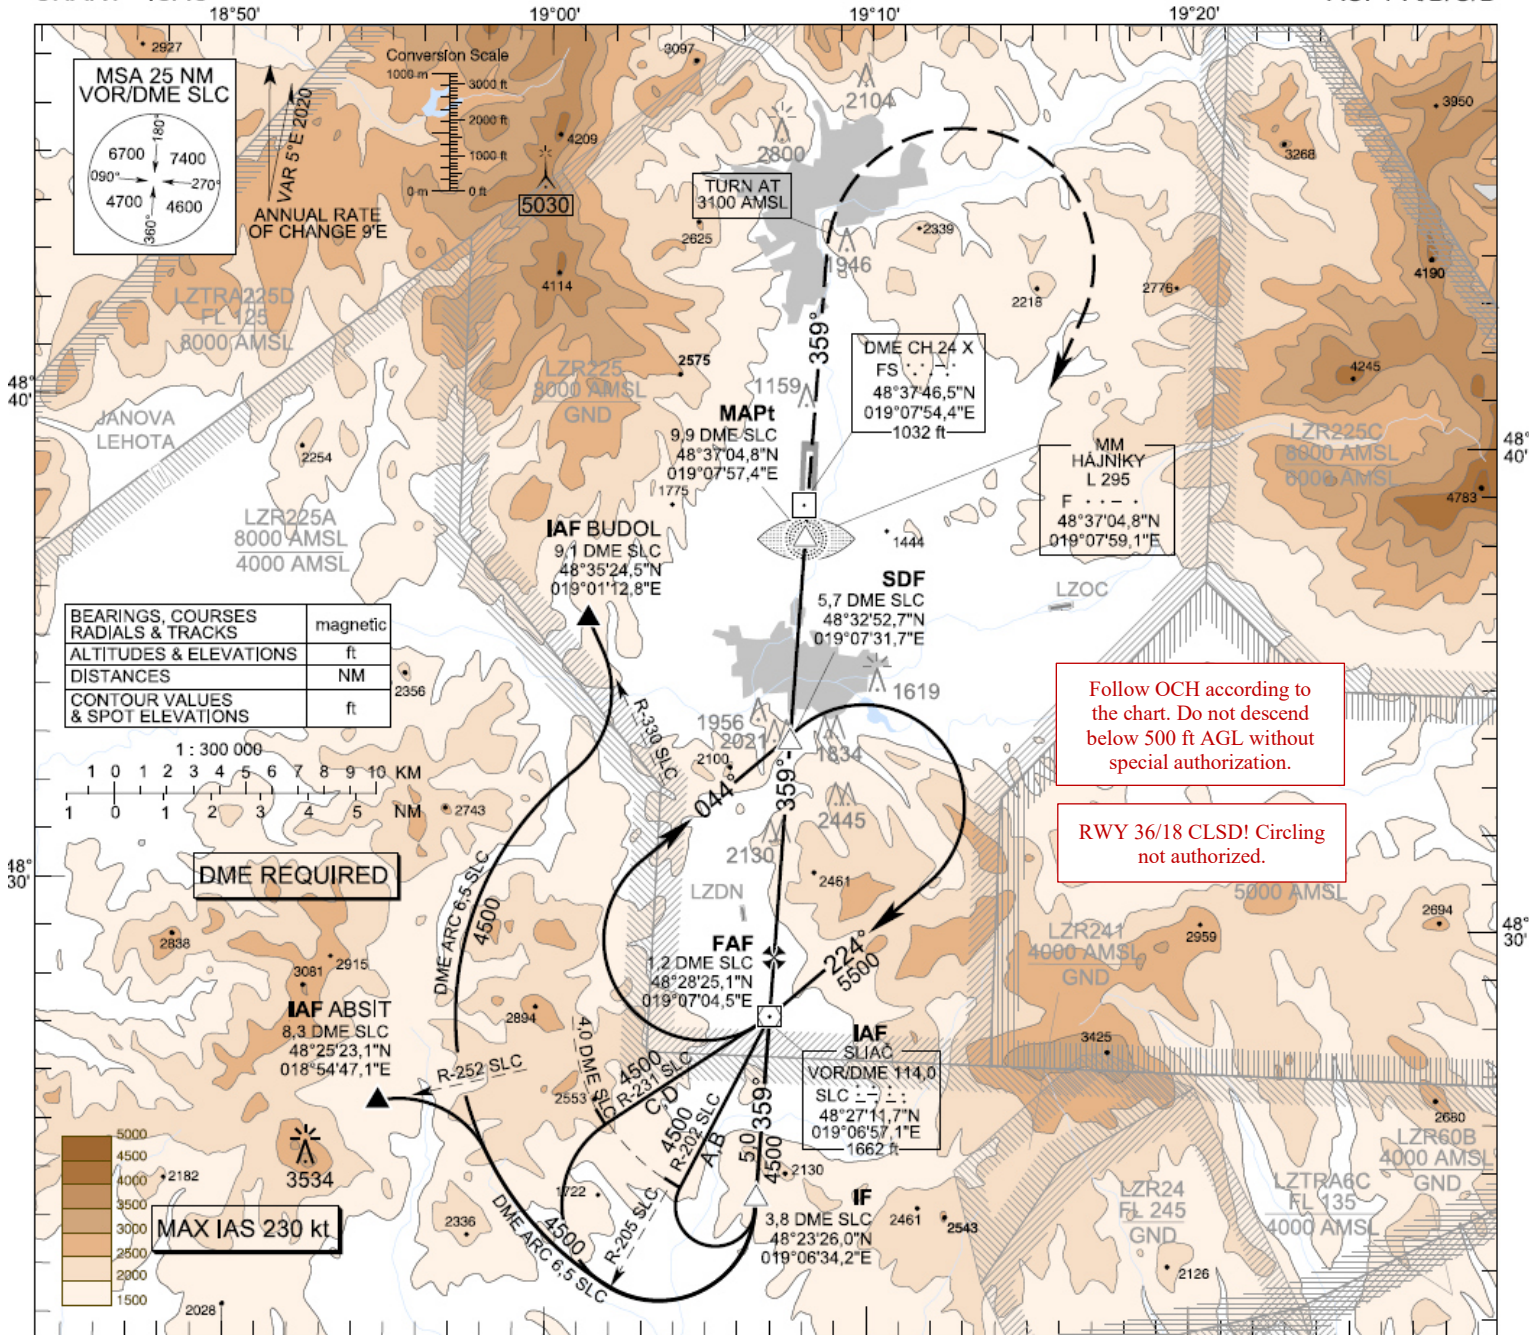 18°50'
19°00'
19°10'
19°20'
MSA 25 NM
VOR/DME SLC
180°
6700
7400
090°
270°
4700
4600
360°
VAR 5°E 2020
ANNUAL RATE
OF CHANGE 9'E
Conversion Scale
1000 m
3000 ft
2000 ft
1000 ft
0 m
0 ft
2927
3097
4209
5030
2104
2800
TURN AT
3100 AMSL
2625
1946
2339
2218
2776
3268
3950
4190
4114
LZTRA225D
FL 125
8000 AMSL
LZR225
8000 AMSL
GND
2575
1159
359°
DME CH 24 X
FS
48°37'46,5"N
019°07'54,4"E
1032 ft
4245
48°
40'
JANOVA
LEHOTA
2254
MAPt
9,9 DME SLC
48°37'04,8"N
019°07'57,4"E
MM
HÁJNÍKY
L 295
F
48°37'04,8"N
019°07'59,1"E
LZR225C
8000 AMSL
6000 AMSL
48°
40'
4783
1775
LZR225A
8000 AMSL
4000 AMSL
IAF BUDOL
9,1 DME SLC
48°35'24,5"N
019°01'12,8"E
1444
SDF
5,7 DME SLC
48°32'52,7"N
019°07'31,7"E
LZOC
BEARINGS, COURSES
RADIALS & TRACKS
magnetic
ALTITUDES & ELEVATIONS
ft
DISTANCES
NM
CONTOUR VALUES
& SPOT ELEVATIONS
ft
2356
1619
Follow OCH according to
the chart. Do not descend
below 500 ft AGL without
special authorization.
R-330 SLC
1956
2021
1834
2100
1 : 300 000
1 0 1 2 3 4 5 6 7 8 9 10 KM
1 0 1 2 3 4 5 NM
2743
044°
359°
2445
2130
RWY 36/18 CLSD! Circling
not authorized.
5000 AMSL
DME REQUIRED
48°
30'
2461
LZDN
DME ARC 6,5 SLC
4500
2838
2915
3081
FAF
1,2 DME SLC
48°28'25,1"N
019°07'04,5"E
224°
5500
LZR241
4000 AMSL
GND
2959
2694
48°
30'
IAF ABSIT
8,3 DME SLC
48°25'23,1"N
018°54'47,1"E
2894
4,0 DME SLC
IAF
SLIAČ
VOR/DME 114,0
SLC
48°27'11,7"N
019°06'57,1"E
1662 ft
3425
R-252 SLC
2553
4500
R-231 SLC
C,D
4500
R-202 SLC
A,B
5,0
359°
4500
2680
LZR60B
4000 AMSL
GND
5000
4500
4000
3500
3000
2500
2000
1500
3534
2182
2130
MAX IAS 230 kt
1722
2336
4500
DME ARC 6,5 SLC
R-205 SLC
IF
3,8 DME SLC
48°23'26,0"N
019°06'34,2"E
2461
2543
LZR24
FL 245
GND
LZTRA6C
FL 135
4000 AMSL
2126
2028